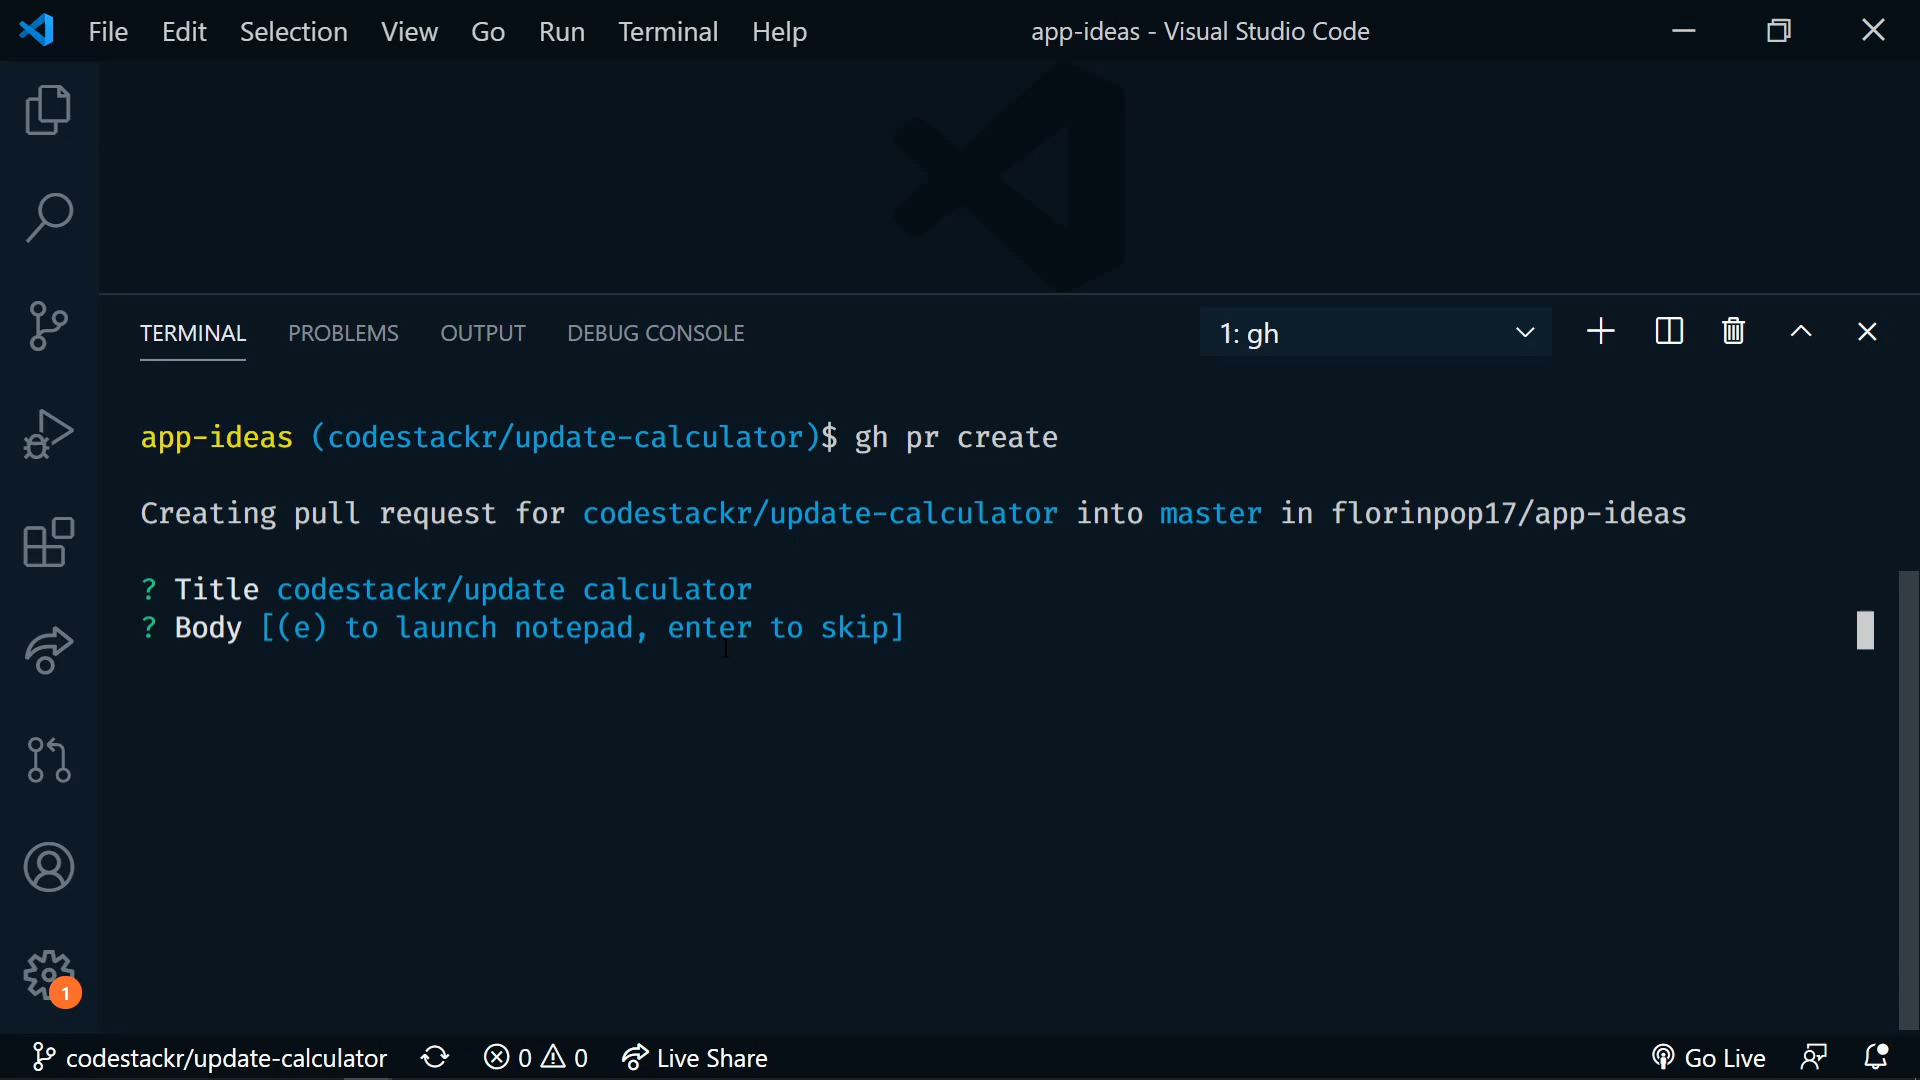 File Edit Selection View Go Run Terminal Help app-ideas - Visual Studio Code
TERMINAL PROBLEMS OUTPUT DEBUG CONSOLE 1: gh
app-ideas (codestackr/update-calculator)$ gh pr create
Creating pull request for codestackr/update-calculator into master in florinpop17/app-ideas
? Title codestackr/update calculator
? Body [(e) to launch notepad, enter to skip]
1
codestackr/update-calculator 0 0 Live Share Go Live